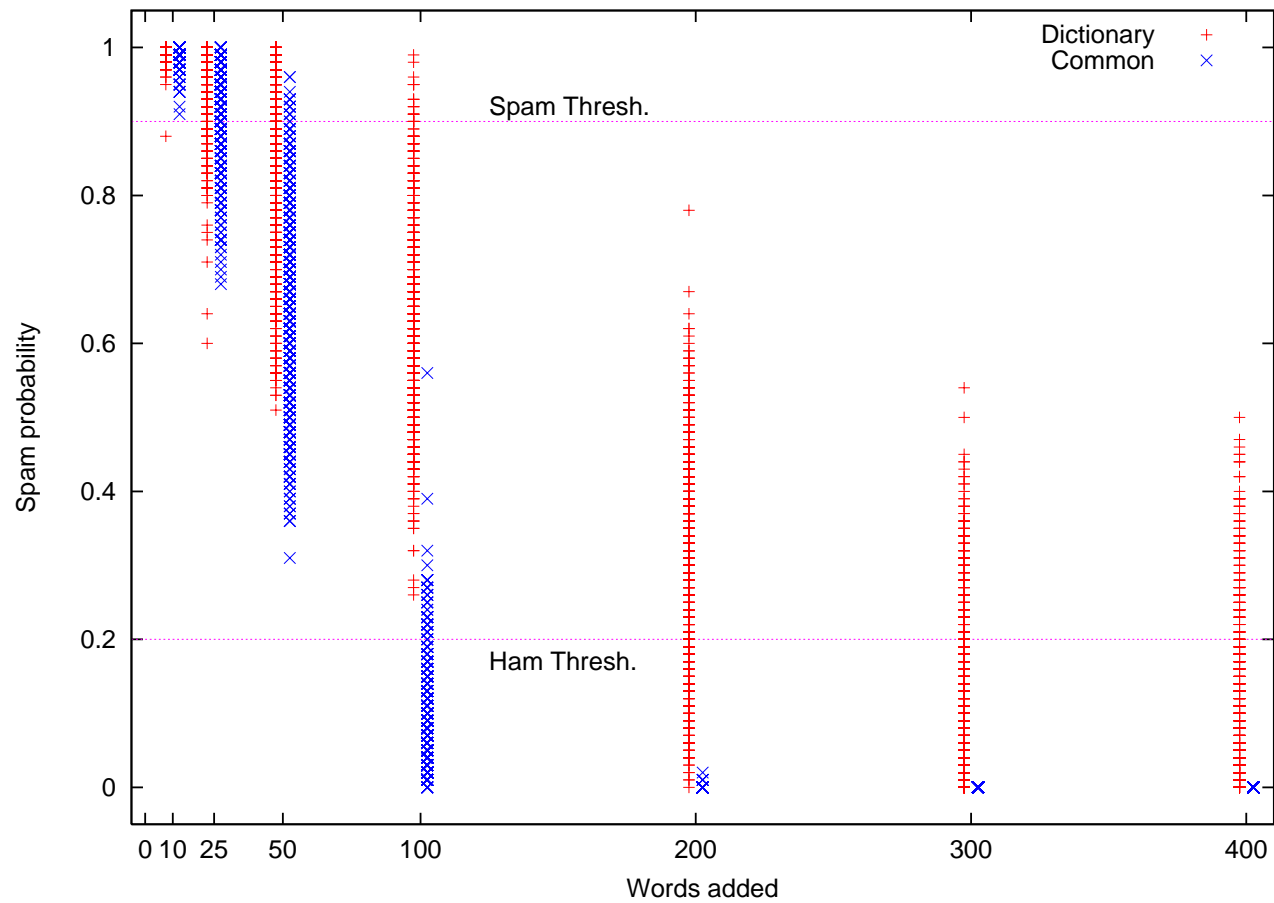 1
0.8
0.6
0.4
0.2
0
Spam probability
Dictionary
Common
Spam Thresh.
Ham Thresh.
0 10 25 50 100 200 300 400
Words added